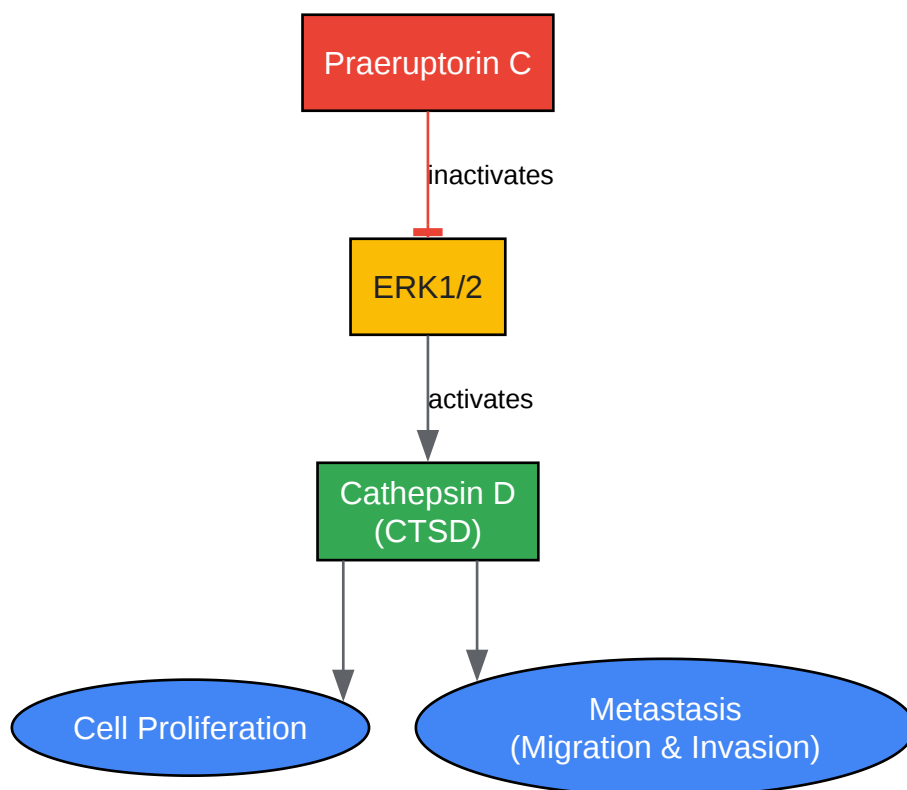 Praeruptorin C
inactivates
ERK1/2
activates
Cathepsin D
(CTSD)
Cell Proliferation
Metastasis
(Migration & Invasion)